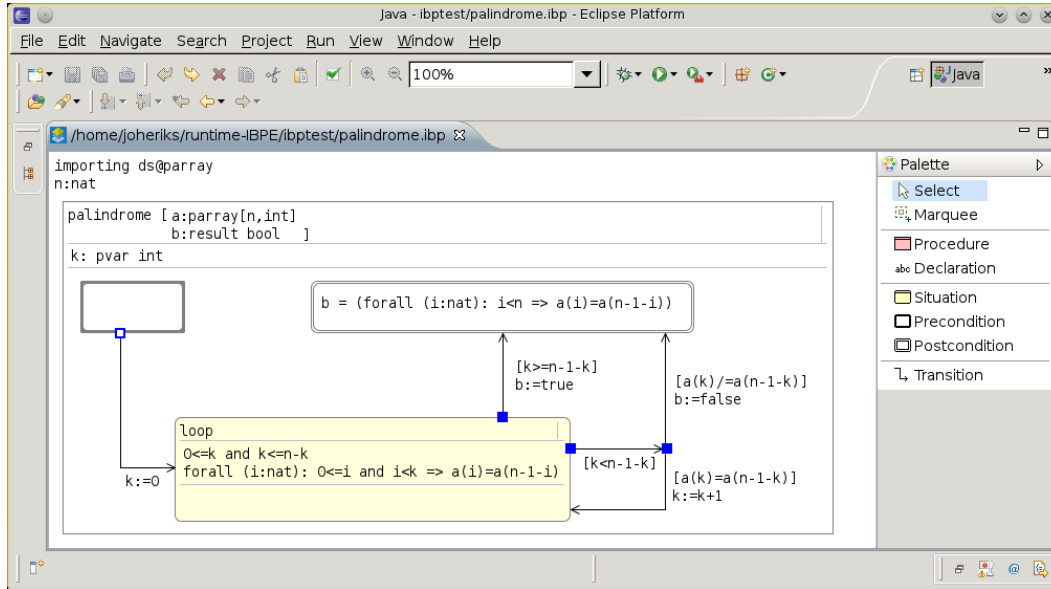 Java - ibptest/palindrome.ibp - Eclipse Platform
File Edit Navigate Search Project Run View Window Help
100%
Java
»
/home/joheriks/runtime-IBPE/ibptest/palindrome.ibp
importing ds@parray
n:nat
palindrome [ a:parray[n,int]
b:result bool ]
k: pvar int
b = (forall (i:nat): i<n => a(i)=a(n-1-i))
[k>=n-1-k]
b:=true
[a(k)/=a(n-1-k)]
b:=false
loop
0<=k and k<=n-k
forall (i:nat): 0<=i and i<k => a(i)=a(n-1-i)
k:=0
[k<n-1-k]
[a(k)=a(n-1-k)]
k:=k+1
Palette
Select
Marquee
Procedure
abc Declaration
Situation
Precondition
Postcondition
Transition
@